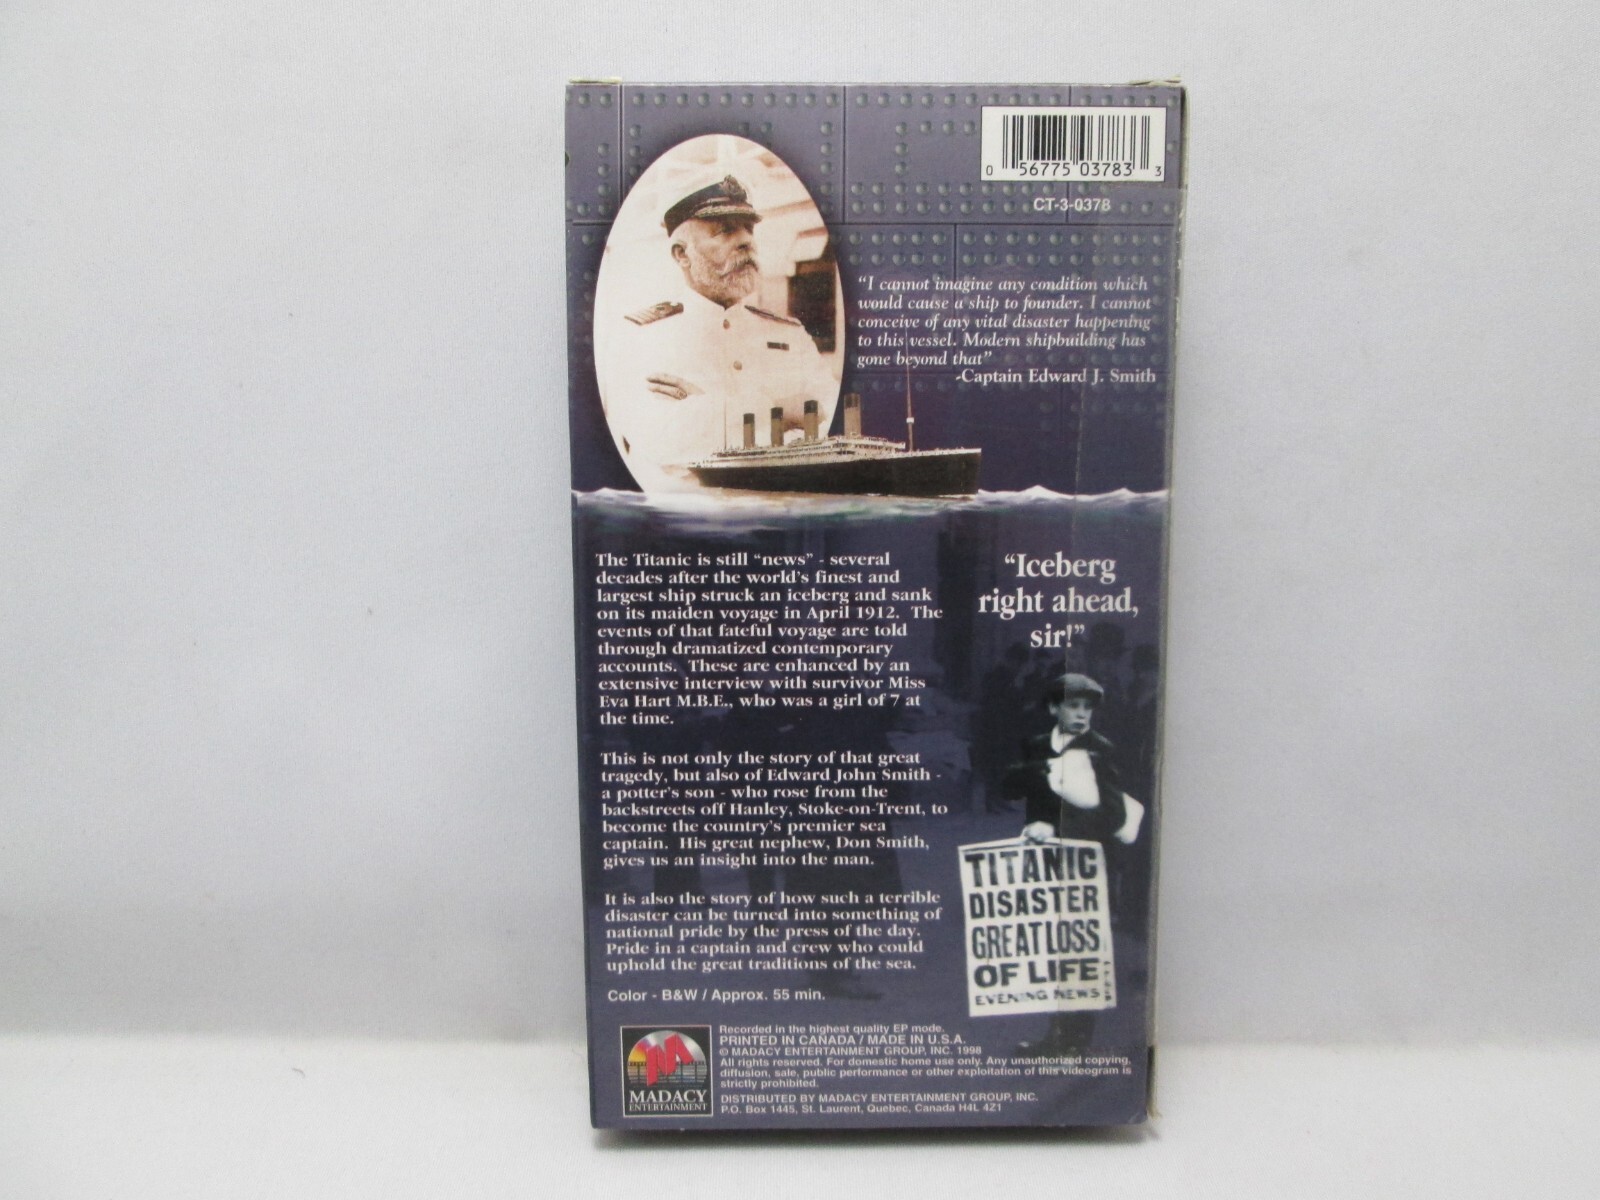 0 56775 03783 3
CT-3-0378
“I cannot imagine any condition which
would cause a ship to founder. I cannot
conceive of any vital disaster happening
to this vessel. Modern shipbuilding has
gone beyond that”
-Captain Edward J. Smith
The Titanic is still “news” - several
decades after the world's finest and
largest ship struck an iceberg and sank
on its maiden voyage in April 1912. The
events of that fateful voyage are told
through dramatized contemporary
accounts. These are enhanced by an
extensive interview with survivor Miss
Eva Hart M.B.E., who was a girl of 7 at
the time.
This is not only the story of that great
tragedy, but also of Edward John Smith -
a potter's son - who rose from the
backstreets off Hanley, Stoke-on-Trent, to
become the country's premier sea
captain. His great nephew, Don Smith,
gives us an insight into the man.
It is also the story of how such a terrible
disaster can be turned into something of
national pride by the press of the day.
Pride in a captain and crew who could
uphold the great traditions of the sea.
Color - B&W / Approx. 55 min.
“Iceberg
right ahead,
sir!”
TITANIC
DISASTER
GREAT LOSS
OF LIFE
EVENING NEWS
MADACY
ENTERTAINMENT
Recorded in the highest quality EP mode.
PRINTED IN CANADA / MADE IN U.S.A.
© MADACY ENTERTAINMENT GROUP, INC. 1998
All rights reserved. For domestic home use only. Any unauthorized copying,
diffusion, sale, public performance or other exploitation of this videogram is
strictly prohibited.
DISTRIBUTED BY MADACY ENTERTAINMENT GROUP, INC.
P.O. Box 1445, St. Laurent, Quebec, Canada H4L 4Z1